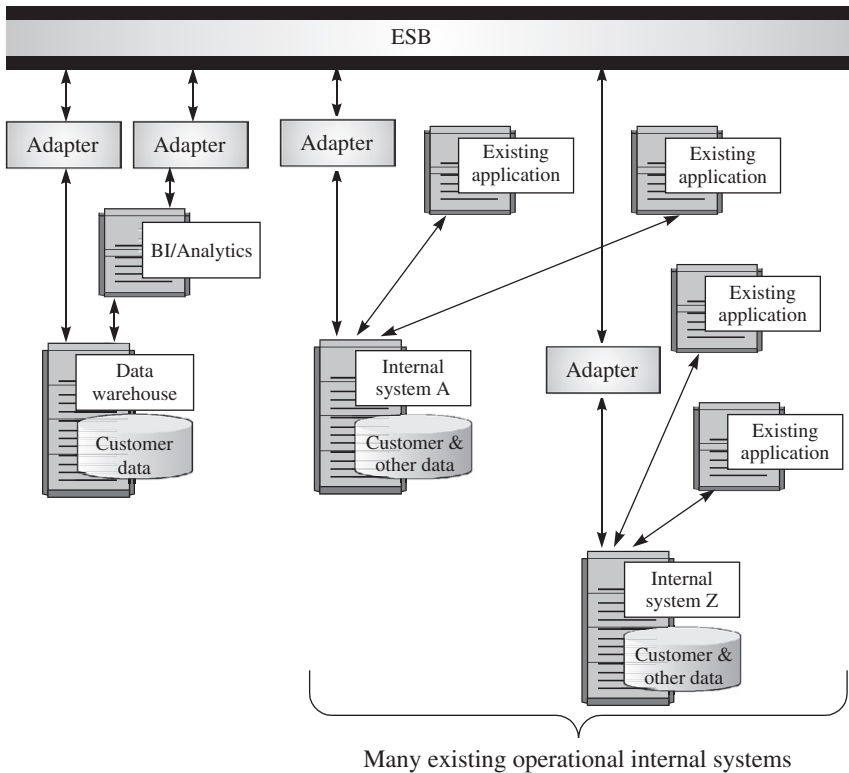 ESB
Adapter
Adapter
Adapter
Existing
application
Existing
application
BI/Analytics
Existing
application
Data
warehouse
Internal
system A
Adapter
Customer
data
Customer &
other data
Existing
application
Internal
system Z
Customer &
other data
Many existing operational internal systems